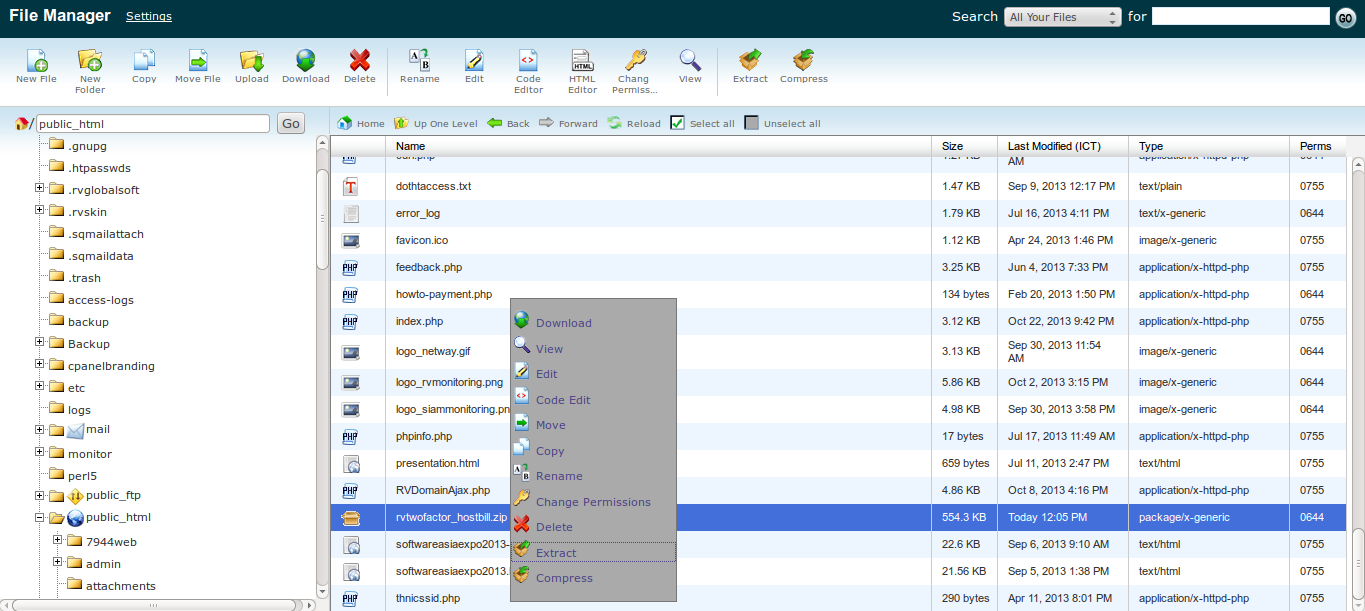 File Manager Settings Search All Your Files for GO
New File New Folder Copy Move File Upload Download Delete Rename Edit Code Editor HTML Editor Chang Permiss... View Extract Compress
/ public_html Go
Home Up One Level Back Forward Reload Select all Unselect all
.gnupg
.htpasswds
.rvglobalsoft
.rvskin
.sqmailattach
.sqmaildata
.trash
access-logs
backup
Backup
cpanelbranding
etc
logs
mail
monitor
perl5
public_ftp
public_html
7944web
admin
attachments
Name Size Last Modified (ICT) Type Perms
AM
dothtaccess.txt 1.47 KB Sep 9, 2013 12:17 PM text/plain 0755
error_log 1.79 KB Jul 16, 2013 4:11 PM text/x-generic 0644
favicon.ico 1.12 KB Apr 24, 2013 1:46 PM image/x-generic 0755
feedback.php 3.25 KB Jun 4, 2013 7:33 PM application/x-httpd-php 0755
howto-payment.php 134 bytes Feb 20, 2013 1:50 PM application/x-httpd-php 0644
index.php 3.12 KB Oct 22, 2013 9:42 PM application/x-httpd-php 0755
logo_netway.gif 3.13 KB Sep 30, 2013 11:54 AM image/x-generic 0644
logo_rvmonitoring.png 5.86 KB Oct 2, 2013 3:15 PM image/x-generic 0644
logo_siammonitoring.pn 4.98 KB Sep 30, 2013 3:58 PM image/x-generic 0644
phpinfo.php 17 bytes Jul 17, 2013 11:49 AM application/x-httpd-php 0755
presentation.html 659 bytes Jul 11, 2013 2:47 PM text/html 0755
RVDomainAjax.php 4.86 KB Oct 8, 2013 4:16 PM application/x-httpd-php 0755
rvtwofactor_hostbill.zip 554.3 KB Today 12:05 PM package/x-generic 0644
softwareasiaexpo2013- 22.6 KB Sep 6, 2013 9:10 AM text/html 0755
softwareasiaexpo2013. 21.56 KB Sep 5, 2013 1:38 PM text/html 0755
thnicssid.php 290 bytes Apr 11, 2013 8:01 PM application/x-httpd-php 0755
Download
View
Edit
Code Edit
Move
Copy
Rename
Change Permissions
Delete
Extract
Compress